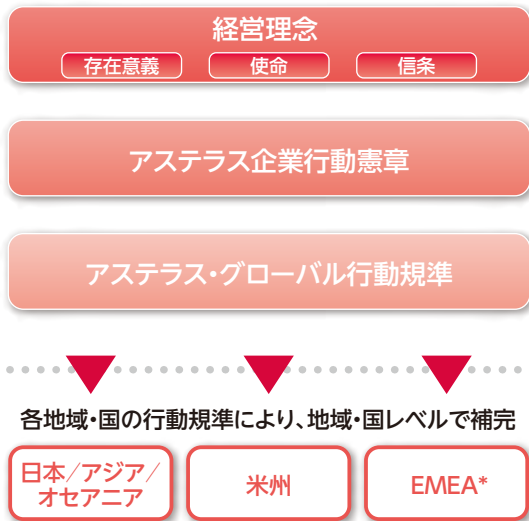 経営理念
存在意義 使命 信条
アステラス企業行動憲章
アステラス・グローバル行動規準
各地域・国の行動規準により、地域・国レベルで補完
日本/アジア/
オセアニア
米州
EMEA*